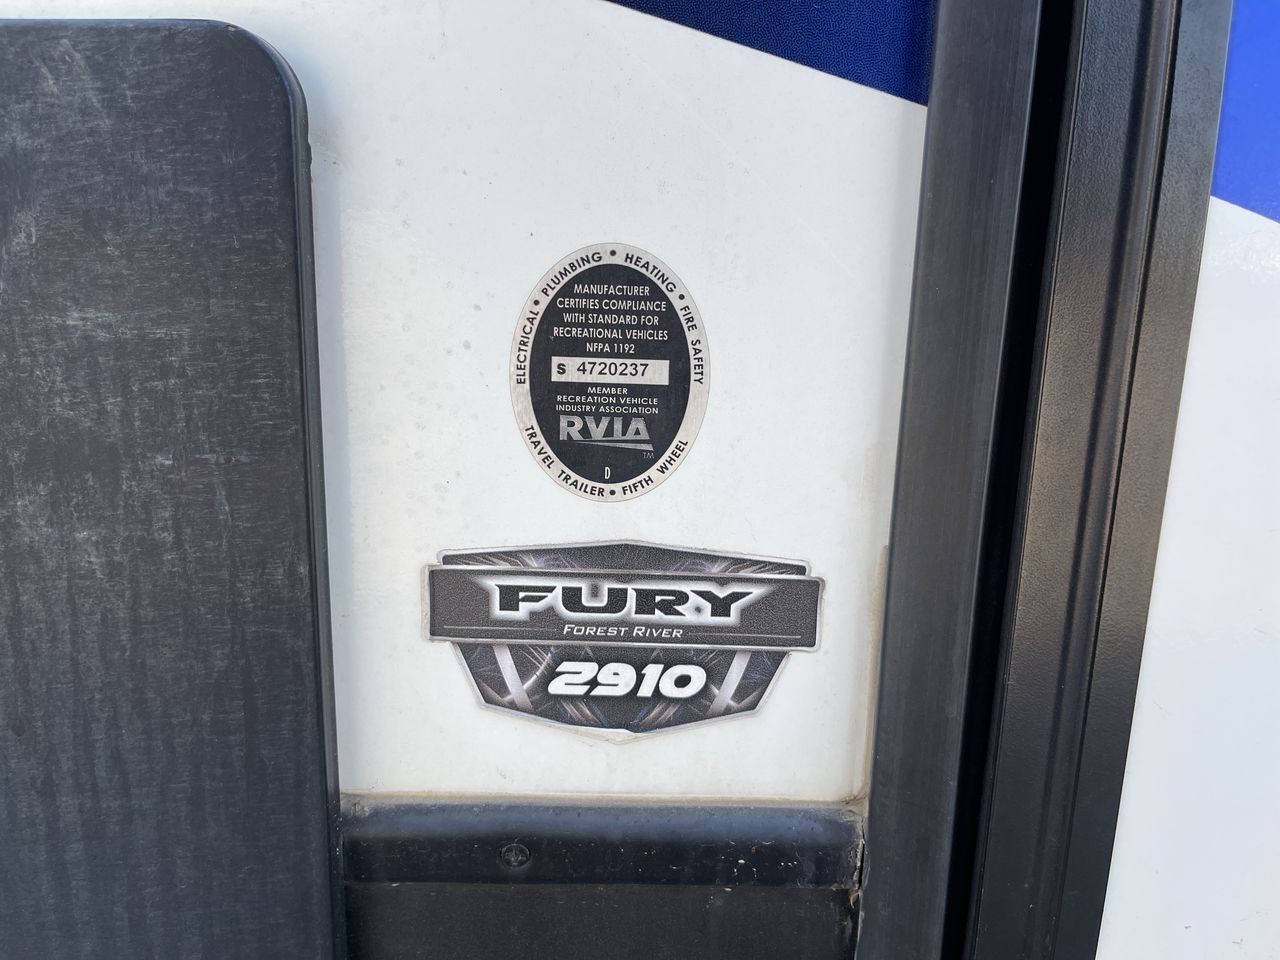 ELECTRICAL • PLUMBING • HEATING • FIRE SAFETY
MANUFACTURER
CERTIFIES COMPLIANCE
WITH STANDARD FOR
RECREATIONAL VEHICLES
NFPA 1192
S 4720237
MEMBER
RECREATION VEHICLE
INDUSTRY ASSOCIATION
RVIA
TM
D
TRAVEL TRAILER • FIFTH WHEEL
FURY
FOREST RIVER
2910